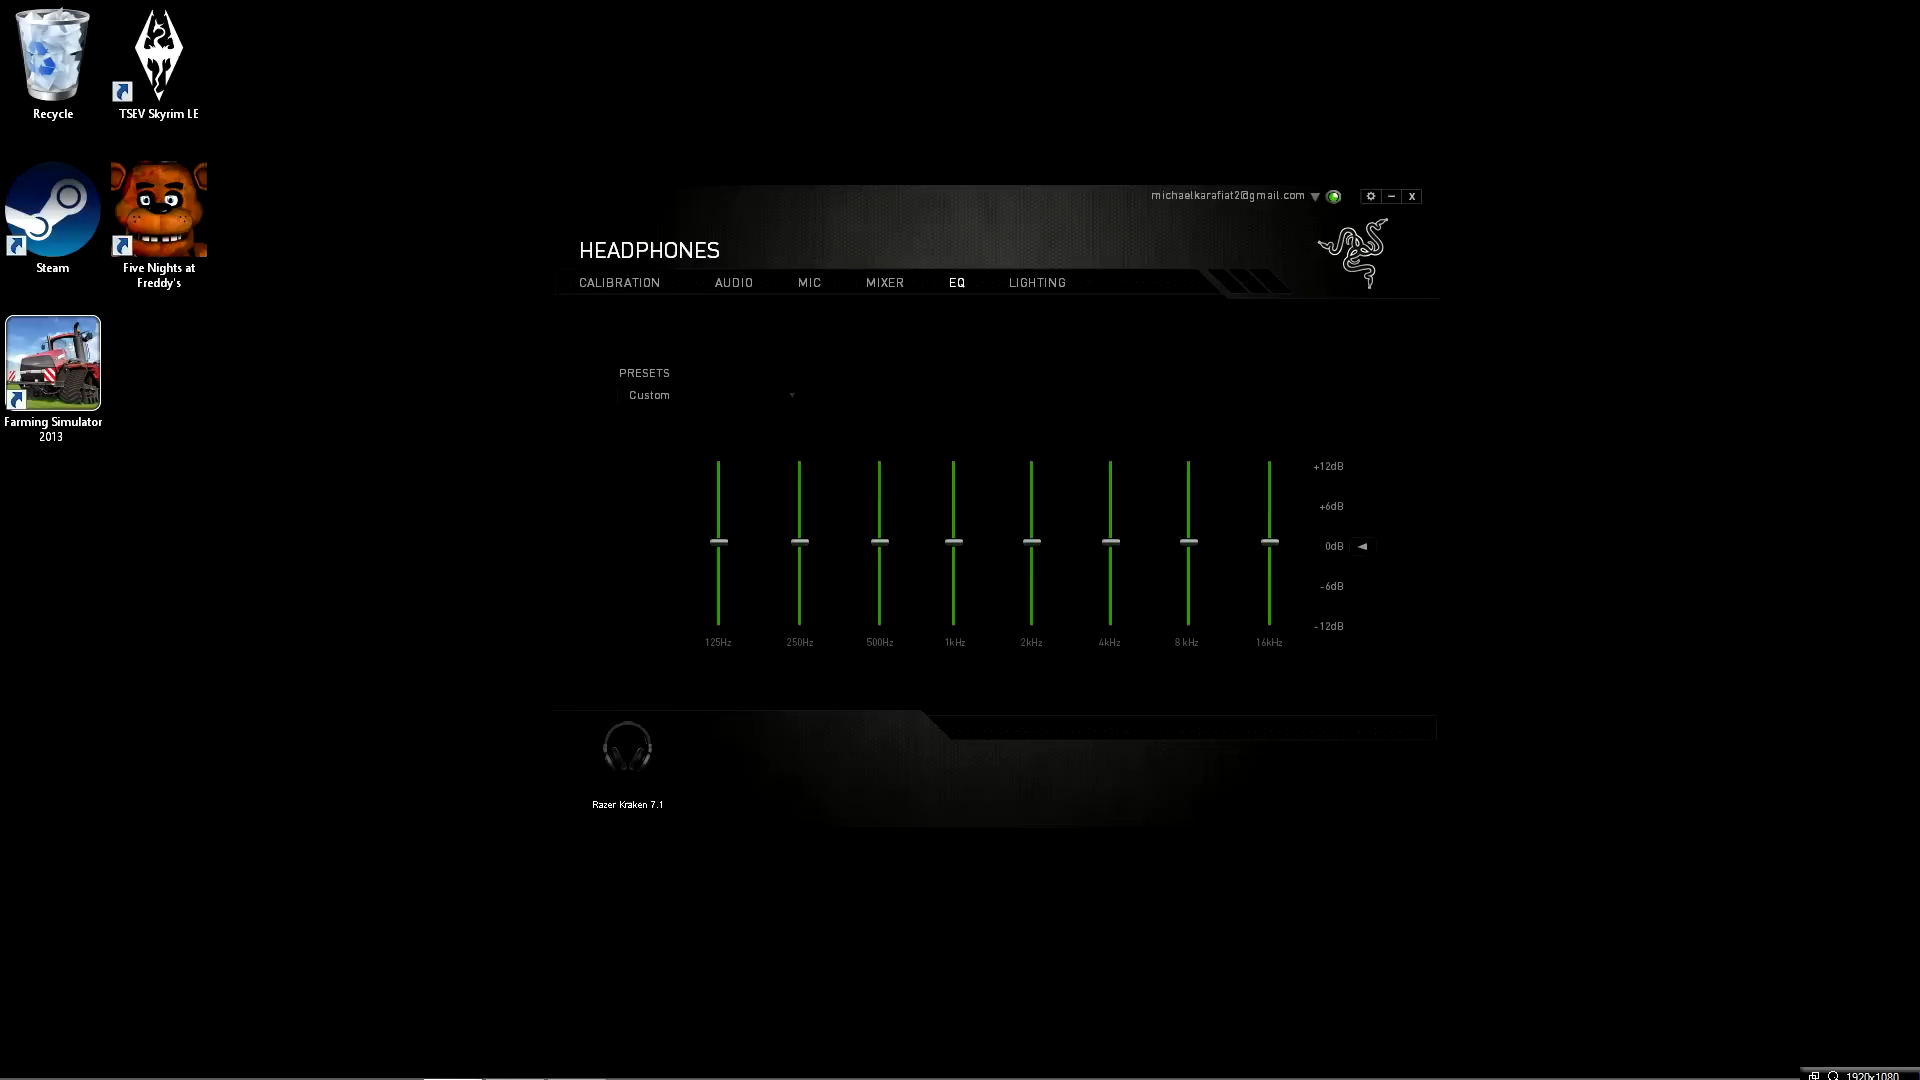 Recycle
TSEV Skyrim LE
Steam
Five Nights at
Freddy's
Farming Simulator
2013
michaelkarafiat2@gmail.com
X
HEADPHONES
CALIBRATION
AUDIO
MIC
MIXER
EQ
LIGHTING
PRESETS
Custom
+12dB
+6dB
0dB
-6dB
-12dB
125Hz
250Hz
500Hz
1kHz
2kHz
4kHz
8 kHz
16kHz
Razer Kraken 7.1
1920x1080